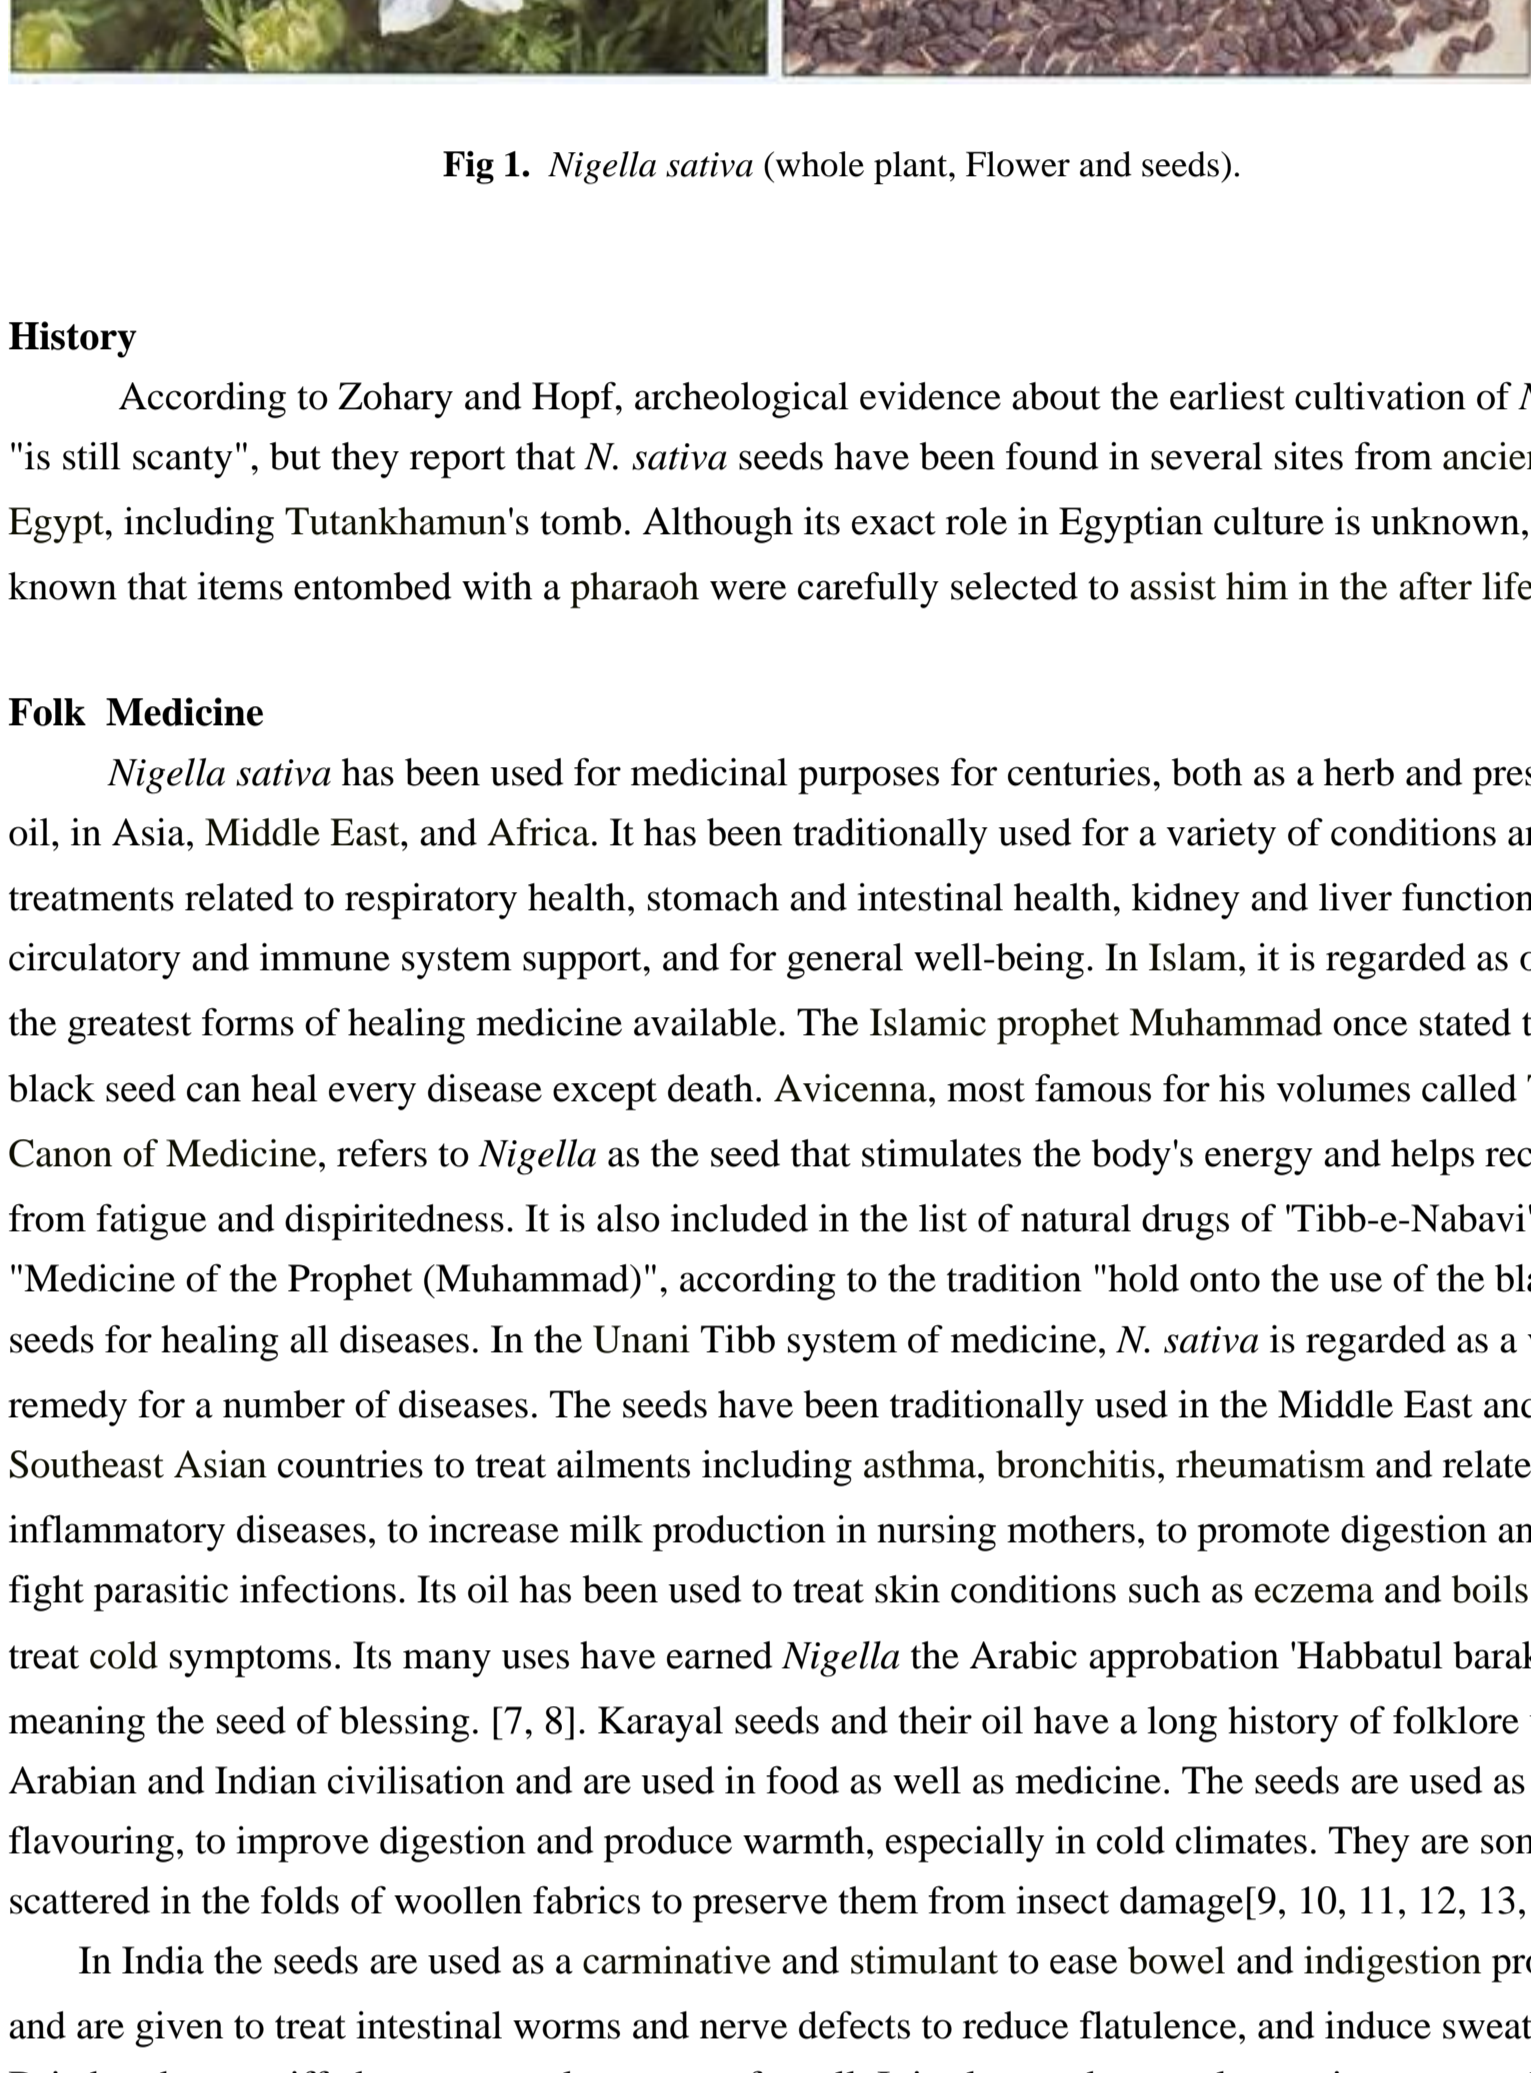 Fig 1. Nigella sativa (whole plant, Flower and seeds).
History
According to Zohary and Hopf, archeological evidence about the earliest cultivation of
"is still scanty", but they report that N. sativa seeds have been found in several sites from
Egypt, including Tutankhamun's tomb. Although its exact role in Egyptian culture is unknown,
known that items entombed with a pharaoh were carefully selected to assist him in the after life
Folk Medicine
Nigella sativa has been used for medicinal purposes for centuries, both as a herb and
oil, in Asia, Middle East, and Africa. It has been traditionally used for a variety of conditions
treatments related to respiratory health, stomach and intestinal health, kidney and liver function
circulatory and immune system support, and for general well-being. In Islam, it is regarded as
the greatest forms of healing medicine available. The Islamic prophet Muhammad once stated
black seed can heal every disease except death. Avicenna, most famous for his volumes called
Canon of Medicine, refers to Nigella as the seed that stimulates the body's energy and helps
from fatigue and dispiritedness. It is also included in the list of natural drugs of 'Tibb-e-Nabavi'
"Medicine of the Prophet (Muhammad)", according to the tradition "hold onto the use of the
seeds for healing all diseases. In the Unani Tibb system of medicine, N. sativa is regarded as a
remedy for a number of diseases. The seeds have been traditionally used in the Middle East
Southeast Asian countries to treat ailments including asthma, bronchitis, rheumatism and
inflammatory diseases, to increase milk production in nursing mothers, to promote digestion
fight parasitic infections. Its oil has been used to treat skin conditions such as eczema and boils
treat cold symptoms. Its many uses have earned Nigella the Arabic approbation 'Habbatul
meaning the seed of blessing. [7, 8]. Karayal seeds and their oil have a long history of folklore
Arabian and Indian civilisation and are used in food as well as medicine. The seeds are used as
flavouring, to improve digestion and produce warmth, especially in cold climates. They are
scattered in the folds of woollen fabrics to preserve them from insect damage[9, 10, 11, 12, 13,
In India the seeds are used as a carminative and stimulant to ease bowel and indigestion
and are given to treat intestinal worms and nerve defects to reduce flatulence, and induce